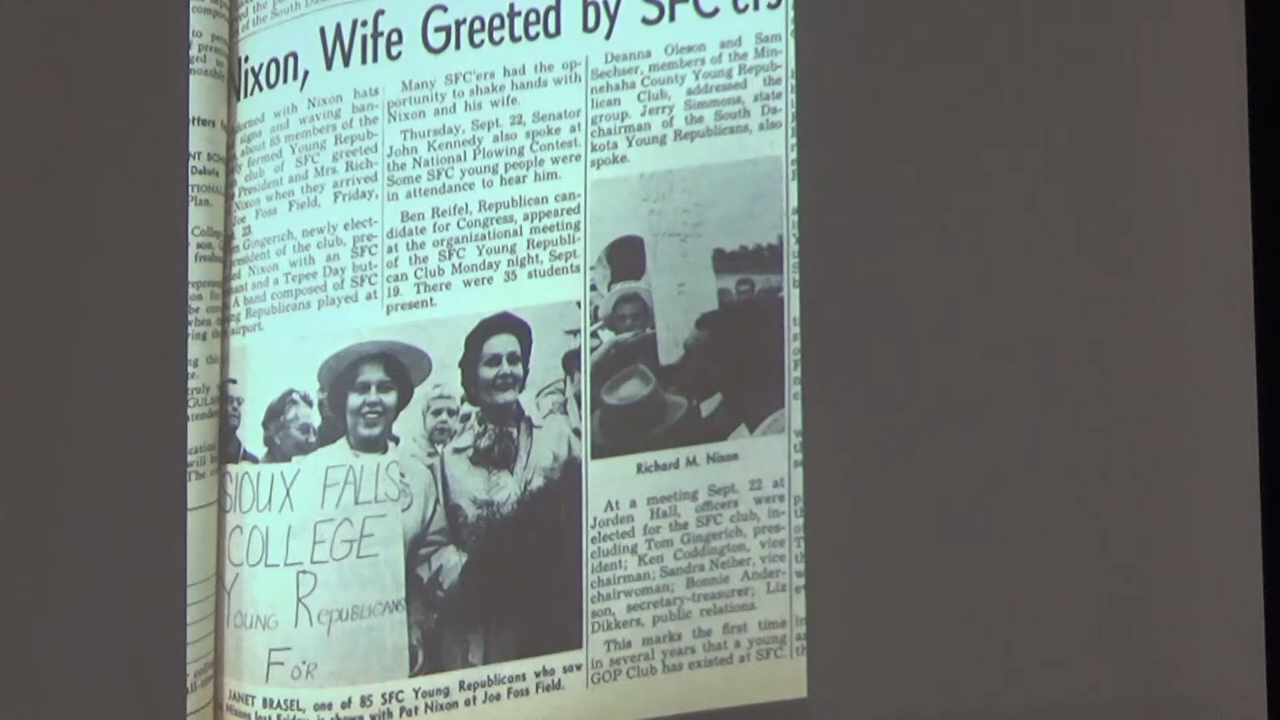 of the South
Nixon, Wife Greeted by SFC'ers
with Nixon hats
signs and waving ban-
about 85 members of the
formed Young Repub-
club of SFC greeted
President and Mrs. Rich-
Nixon when they arrived
Foss Field, Friday,
23.
Gingerich, newly elect-
president of the club, pre-
Nixon with an SFC
and a Tepee Day but-
A band composed of SFC
Republicans played at
airport.
Many SFC'ers had the op-
portunity to shake hands with
Nixon and his wife.
Thursday, Sept. 22, Senator
John Kennedy also spoke at
the National Plowing Contest.
Some SFC young people were
in attendance to hear him.
Ben Reifel, Republican can-
didate for Congress, appeared
at the organizational meeting
of the SFC Young Republi-
can Club Monday night, Sept.
19. There were 35 students
present.
SIOUX FALLS
COLLEGE
YOUNG REPUBLICANS
FOR
JANET BRASEL, one of 85 SFC Young Republicans who saw
Nixons last Friday, is shown with Pat Nixon at Joe Foss Field.
Deanna Oleson and Sam
Sechser, members of the Min-
nehaha County Young Repub-
lican Club, addressed the
group. Jerry Simmons, state
chairman of the South Da-
kota Young Republicans, also
spoke.
Richard M. Nixon
At a meeting Sept. 22 at
Jorden Hall, officers were
elected for the SFC club, in-
cluding Tom Gingerich, pres-
ident; Ken Coddington, vice
chairman; Sandra Neiber, vice
chairwoman; Bonnie Ander-
son, secretary-treasurer; Liz
Dikkers, public relations.
This marks the first time
in several years that a young
GOP Club has existed at SFC.